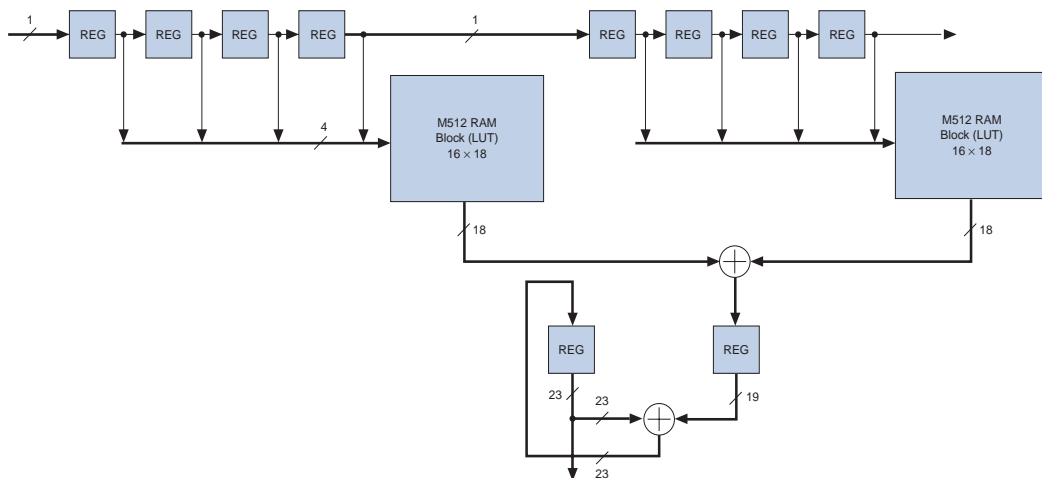 1
1
REG
REG
REG
REG
REG
REG
REG
REG
4
M512 RAM
Block (LUT)
16 × 18
M512 RAM
Block (LUT)
16 × 18
18
18
REG
REG
23
23
19
23